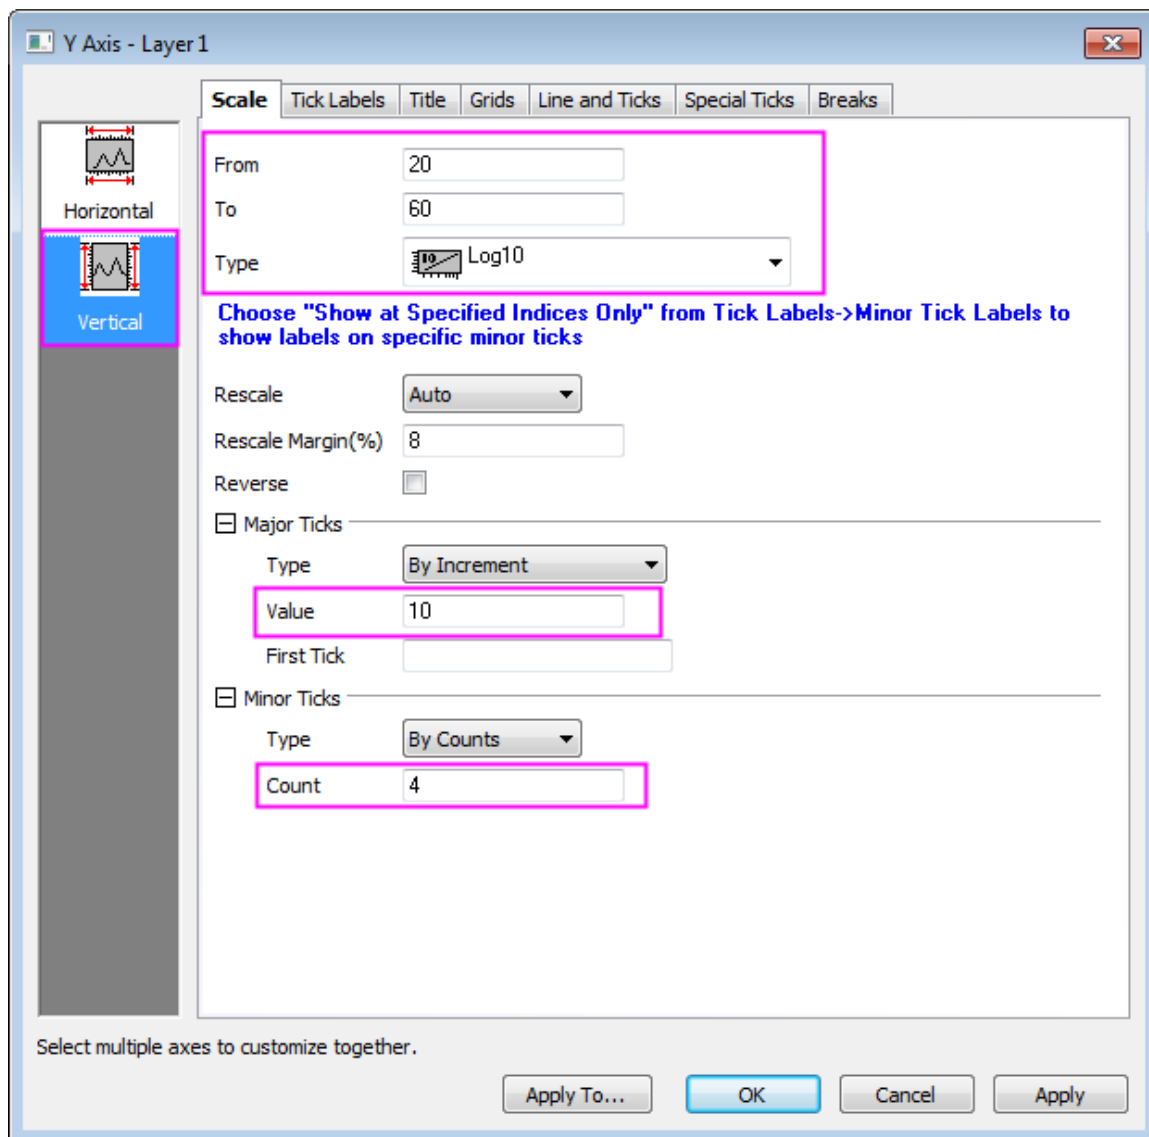 Y Axis - Layer 1
Scale Tick Labels Title Grids Line and Ticks Special Ticks Breaks
Horizontal
Vertical
From 20
To 60
Type Log10
Choose "Show at Specified Indices Only" from Tick Labels->Minor Tick Labels to
show labels on specific minor ticks
Rescale Auto
Rescale Margin(%) 8
Reverse
Major Ticks
Type By Increment
Value 10
First Tick
Minor Ticks
Type By Counts
Count 4
Select multiple axes to customize together.
Apply To... OK Cancel Apply